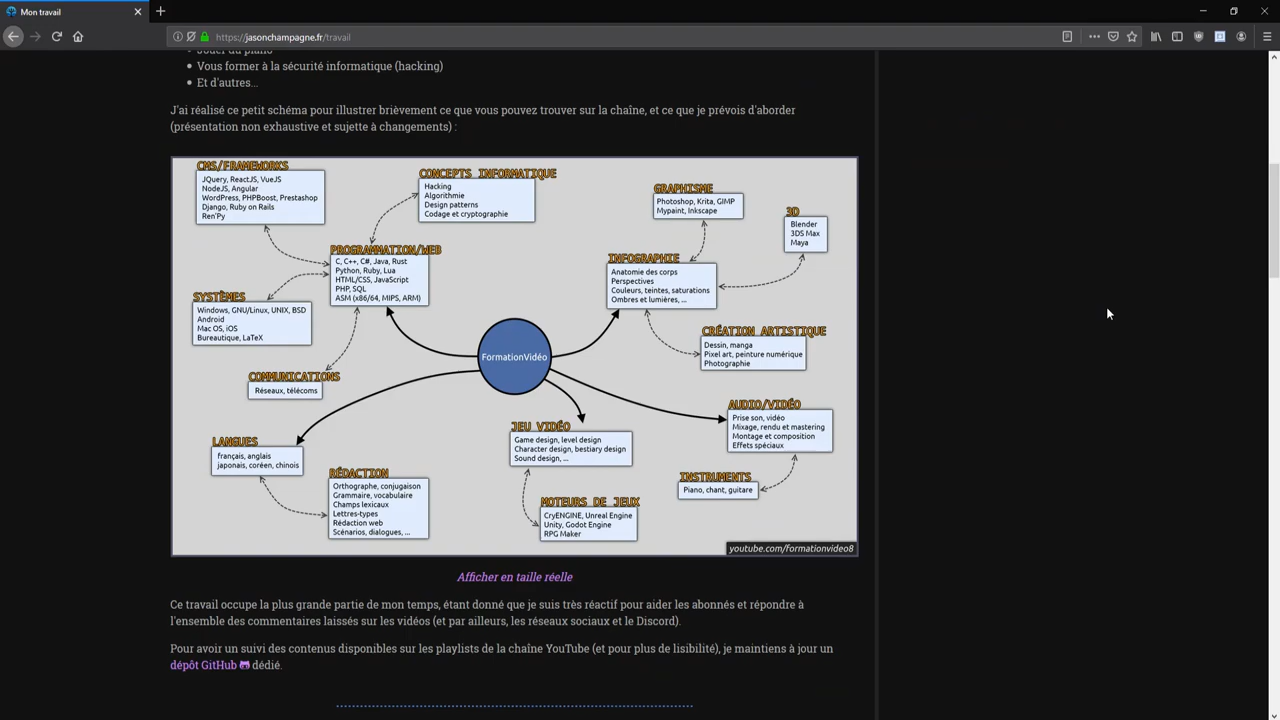 Mon travail
https://jasonchampagne.fr/travail
Jouer du piano
Vous former à la sécurité informatique (hacking)
Et d'autres...
J'ai réalisé ce petit schéma pour illustrer brièvement ce que vous pouvez trouver sur la chaîne, et ce que je prévois d'aborder
(présentation non exhaustive et sujette à changements) :
CMS/FRAMEWORKS
JQuery, ReactJS, VueJS
NodeJS, Angular
WordPress, PHPBoost, Prestashop
Django, Ruby on Rails
Ren'Py
CONCEPTS INFORMATIQUE
Hacking
Algorithmie
Design patterns
Codage et cryptographie
GRAPHISME
Photoshop, Krita, GIMP
Mypaint, Inkscape
3D
Blender
3DS Max
Maya
PROGRAMMATION/WEB
C, C++, C#, Java, Rust
Python, Ruby, Lua
HTML/CSS, JavaScript
PHP, SQL
ASM (x86/64, MIPS, ARM)
INFOGRAPHIE
Anatomie des corps
Perspectives
Couleurs, teintes, saturations
Ombres et lumières, ...
SYSTÈMES
Windows, GNU/Linux, UNIX, BSD
Android
Mac OS, iOS
Bureautique, LaTeX
FormationVidéo
CRÉATION ARTISTIQUE
Dessin, manga
Pixel art, peinture numérique
Photographie
COMMUNICATIONS
Réseaux, télécoms
AUDIO/VIDÉO
Prise son, vidéo
Mixage, rendu et mastering
Montage et composition
Effets spéciaux
LANGUES
français, anglais
japonais, coréen, chinois
JEU VIDÉO
Game design, level design
Character design, bestiary design
Sound design, ...
RÉDACTION
Orthographe, conjugaison
Grammaire, vocabulaire
Champs lexicaux
Lettres-types
Rédaction web
Scénarios, dialogues, ...
INSTRUMENTS
Piano, chant, guitare
MOTEURS DE JEUX
CryENGINE, Unreal Engine
Unity, Godot Engine
RPG Maker
youtube.com/formationvideo8
Afficher en taille réelle
Ce travail occupe la plus grande partie de mon temps, étant donné que je suis très réactif pour aider les abonnés et répondre à
l'ensemble des commentaires laissés sur les vidéos (et par ailleurs, les réseaux sociaux et le Discord).
Pour avoir un suivi des contenus disponibles sur les playlists de la chaîne YouTube (et pour plus de lisibilité), je maintiens à jour un
dépôt GitHub dédié.